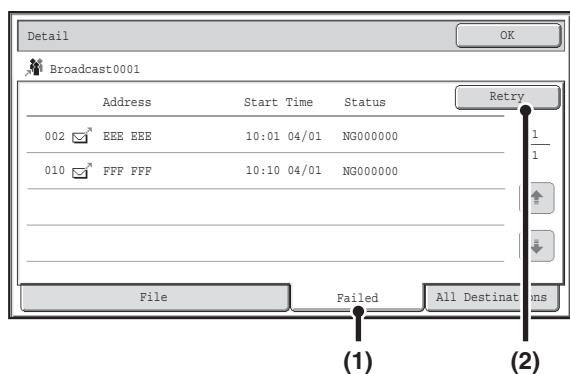 Detail OK
Broadcast0001
Address Start Time Status Retry
002 EEE EEE 10:01 04/01 NG000000 1
010 FFF FFF 10:10 04/01 NG000000 1
File Failed All Destinations
(1) (2)